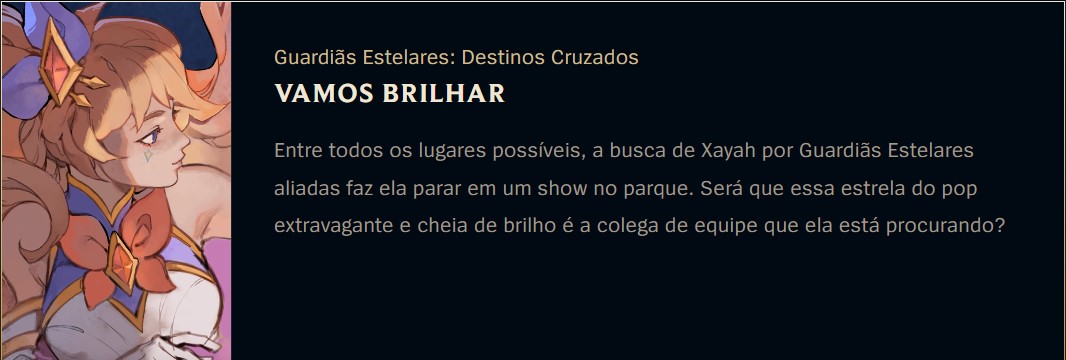 Guardiãs Estelares: Destinos Cruzados
VAMOS BRILHAR
Entre todos os lugares possíveis, a busca de Xayah por Guardiãs Estelares
aliadas faz ela parar em um show no parque. Será que essa estrela do pop
extravagante e cheia de brilho é a colega de equipe que ela está procurando?